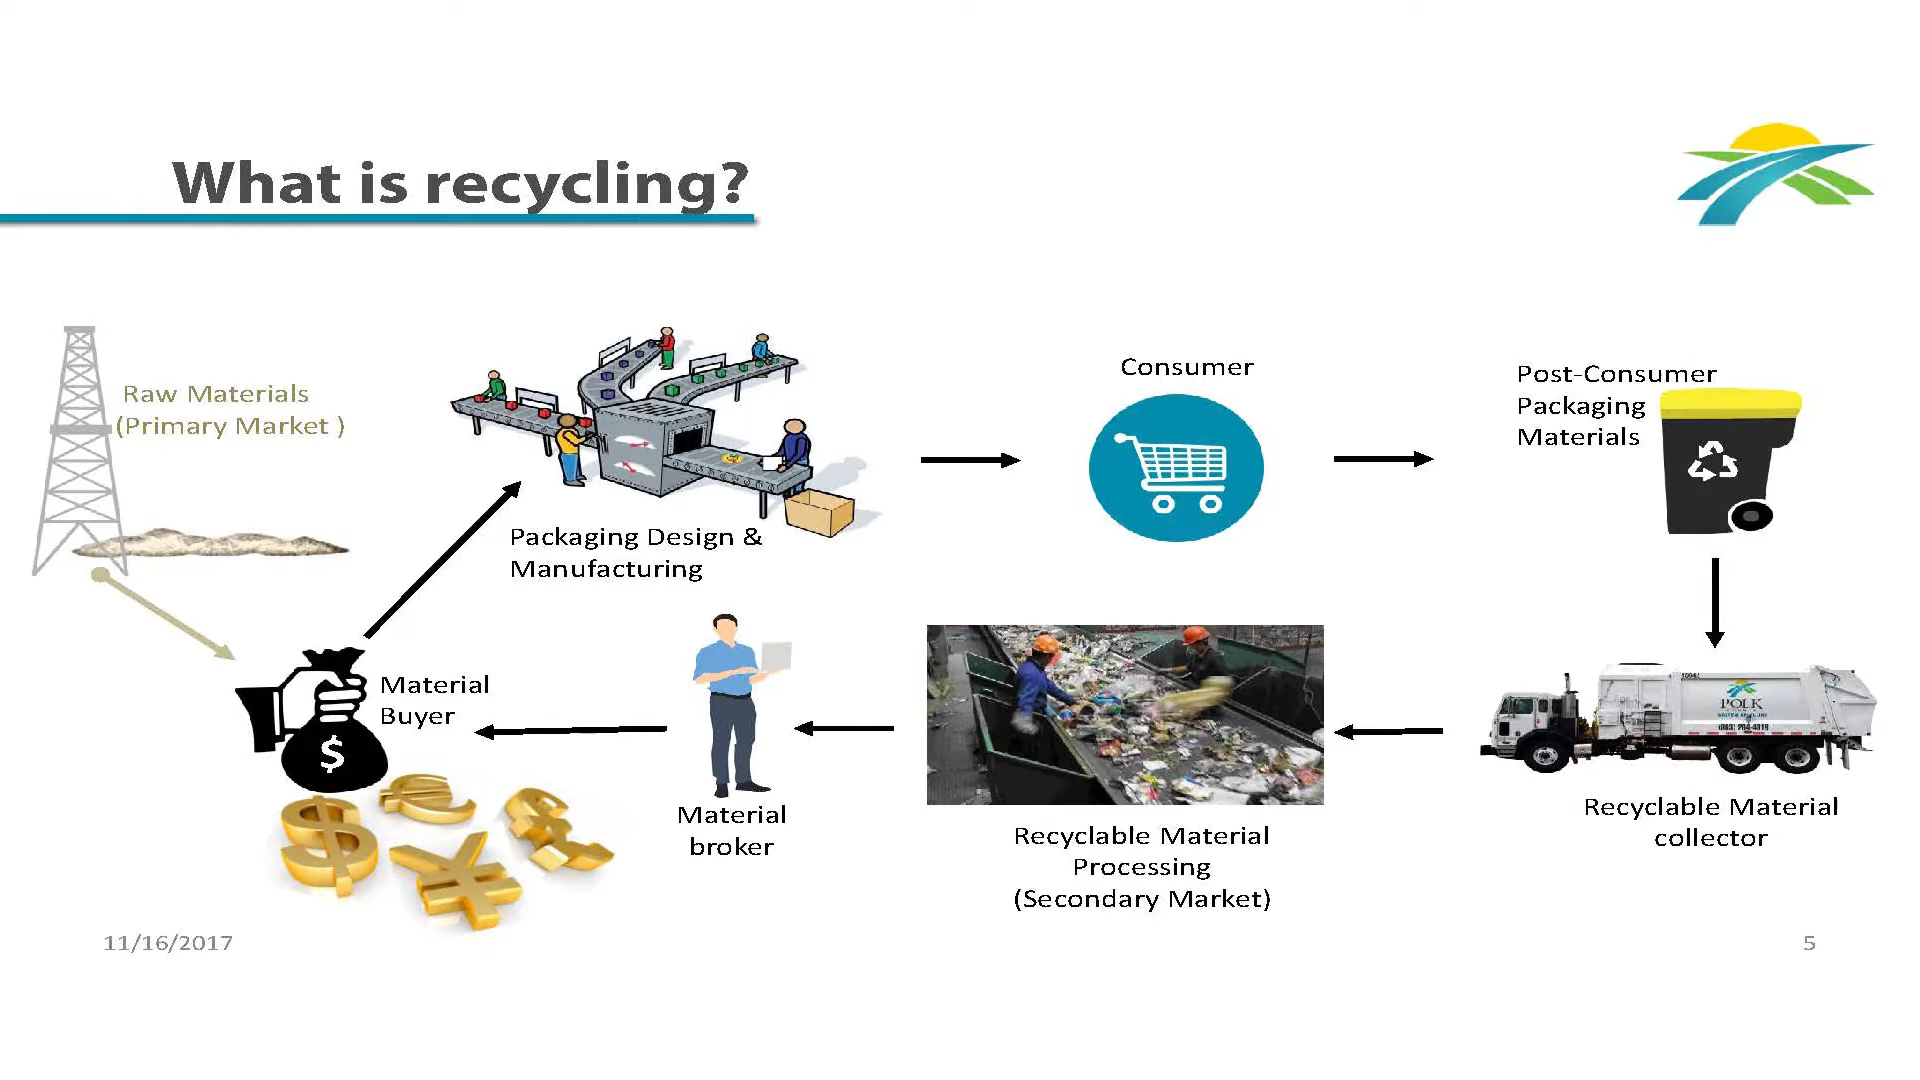 What is recycling?
Raw Materials
(Primary Market )
Packaging Design &
Manufacturing
Consumer
Post-Consumer
Packaging
Materials
Material
Buyer
$
Material
broker
Recyclable Material
Processing
(Secondary Market)
POLK
Recyclable Material
collector
11/16/2017
5